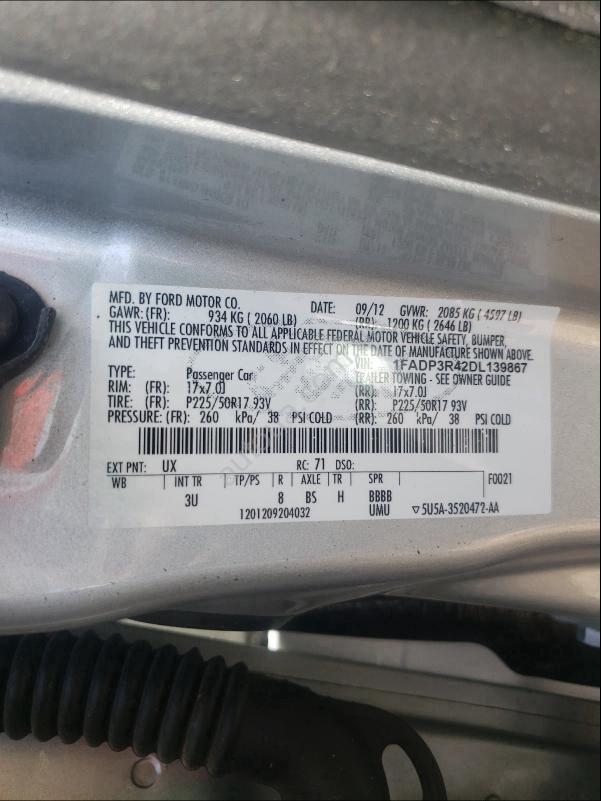 MFD. BY FORD MOTOR CO. DATE: 09/12 GVWR: 2085 KG ( 4597 LB)
GAWR: (FR): 934 KG ( 2060 LB) (RR): 1200 KG (2646 LB)
THIS VEHICLE CONFORMS TO ALL APPLICABLE FEDERAL MOTOR VEHICLE SAFETY, BUMPER,
AND THEFT PREVENTION STANDARDS IN EFFECT ON THE DATE OF MANUFACTURE SHOWN ABOVE.
VIN: 1FADP3R42DL139867
TYPE: Passenger Car TRAILER TOWING - SEE OWNER GUIDE
RIM: (FR): 17x7.0J (RR): 17x7.0J
TIRE: (FR): P225/50R17 93V (RR): P225/50R17 93V
PRESSURE: (FR): 260 kPa/ 38 PSI COLD (RR): 260 kPa/ 38 PSI COLD
EXT PNT: UX RC: 71 DSO: F0021
WB INT TR TP/PS R AXLE TR SPR
3U 8 BS H BBBB
1201209204032 UMU ▽5U5A-3520472-AA